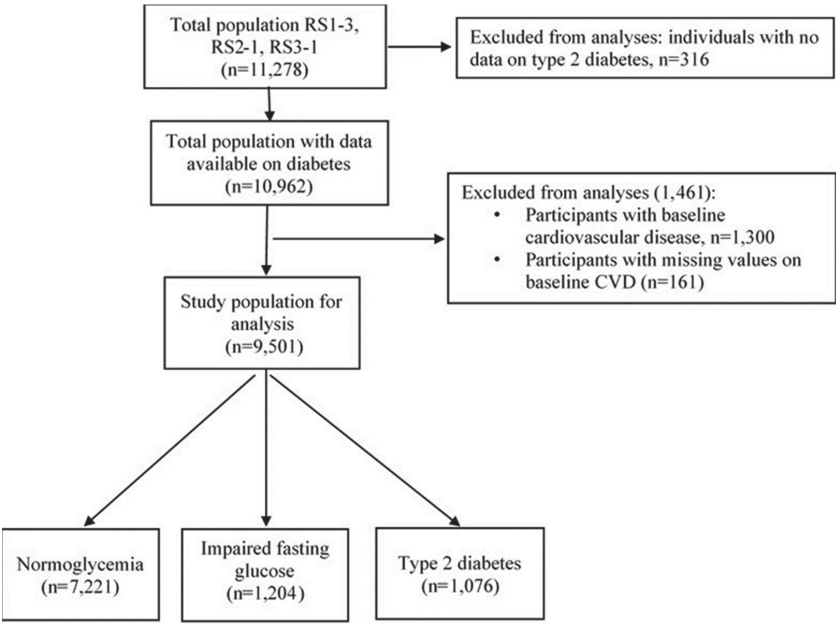 Total population RS1-3,
RS2-1, RS3-1
(n=11,278)
Excluded from analyses: individuals with no
data on type 2 diabetes, n=316
Total population with data
available on diabetes
(n=10,962)
Excluded from analyses (1,461):
• Participants with baseline
cardiovascular disease, n=1,300
• Participants with missing values on
baseline CVD (n=161)
Study population for
analysis
(n=9,501)
Normoglycemia
(n=7,221)
Impaired fasting
glucose
(n=1,204)
Type 2 diabetes
(n=1,076)